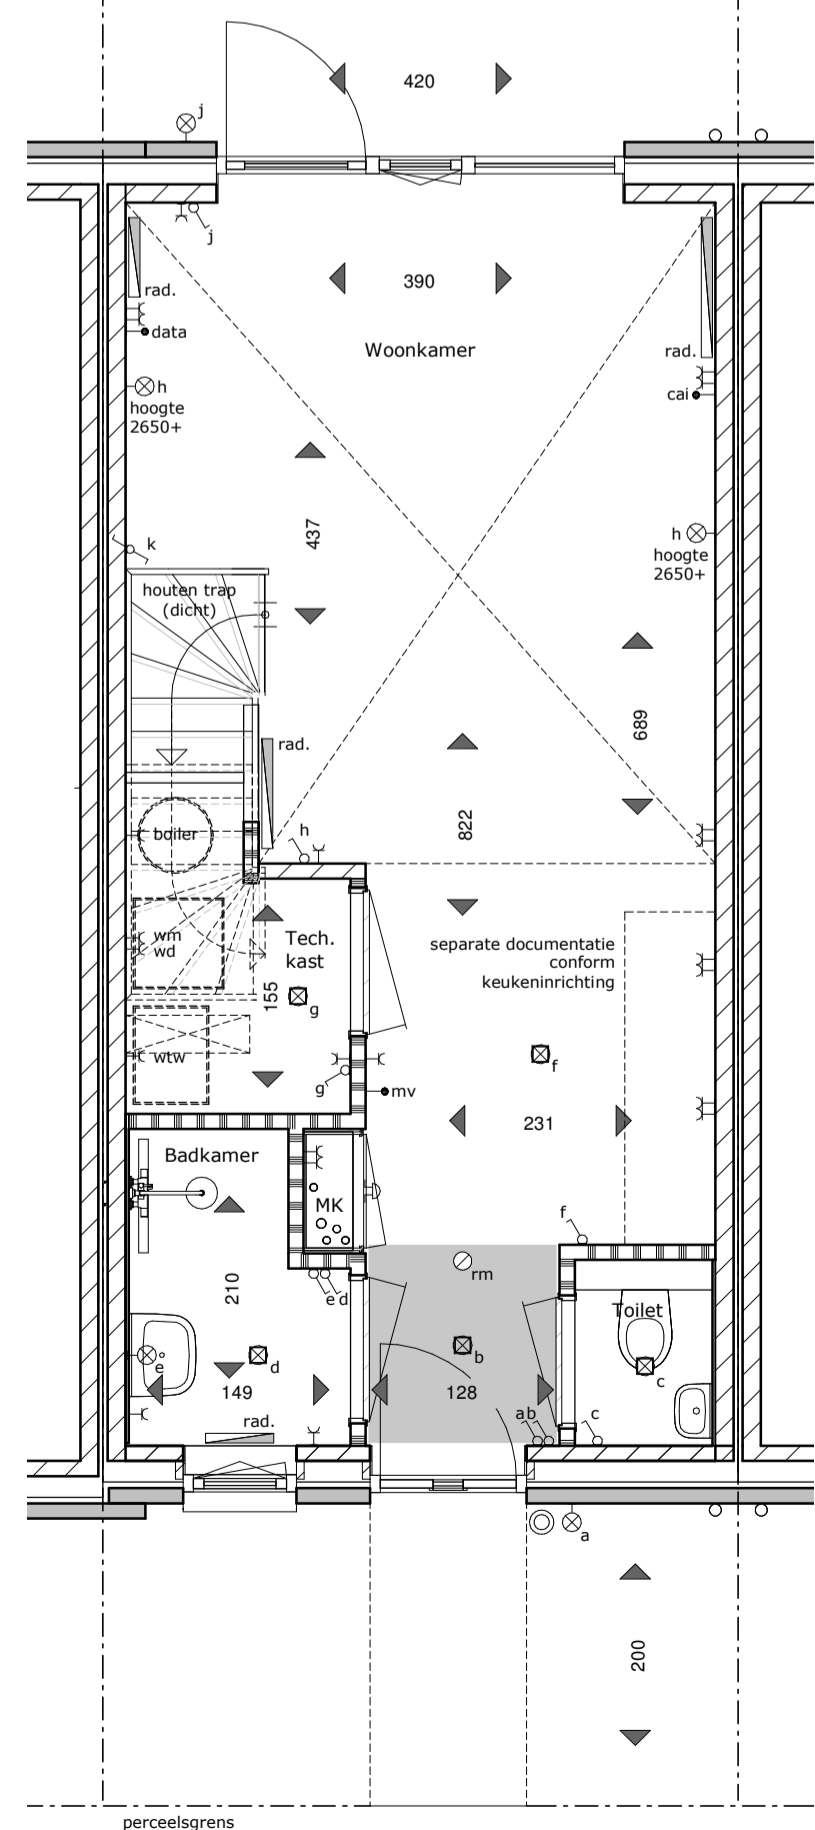 420
j
j
390
rad.
data
Woonkamer
rad.
cai
h
hoogte
2650+
437
h
hoogte
2650+
k
houten trap
(dicht)
689
rad.
822
boiler
h
wm
wd
Tech.
kast
separate documentatie
conform
keukeninrichting
155
g
wtw
f
g
mv
231
Badkamer
MK
f
rm
210
e d
Toilet
b
e
d
c
149
128
rad.
a b
c
a
200
perceelsgrens